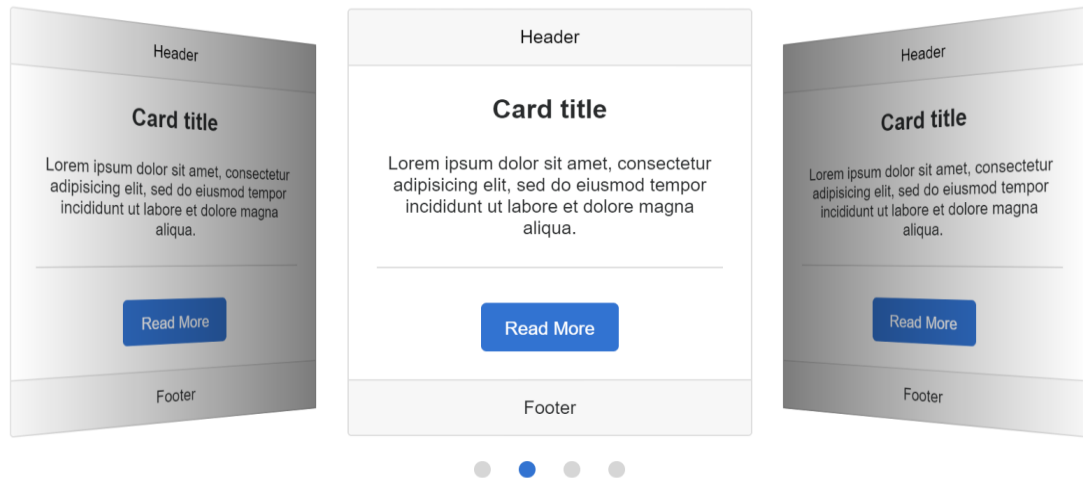 Header
Card title
Lorem ipsum dolor sit amet, consectetur
adipisicing elit, sed do eiusmod tempor
incididunt ut labore et dolore magna
aliqua.
Read More
Footer
Header
Card title
Lorem ipsum dolor sit amet, consectetur
adipisicing elit, sed do eiusmod tempor
incididunt ut labore et dolore magna
aliqua.
Read More
Footer
Header
Card title
Lorem ipsum dolor sit amet, consectetur
adipisicing elit, sed do eiusmod tempor
incididunt ut labore et dolore magna
aliqua.
Read More
Footer